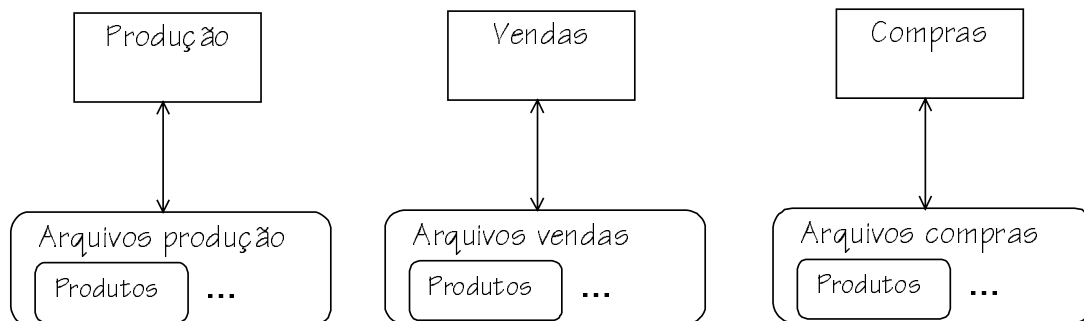 Produção
Vendas
Compras
Arquivos produção
Arquivos vendas
Arquivos compras
Produtos ...
Produtos ...
Produtos ...